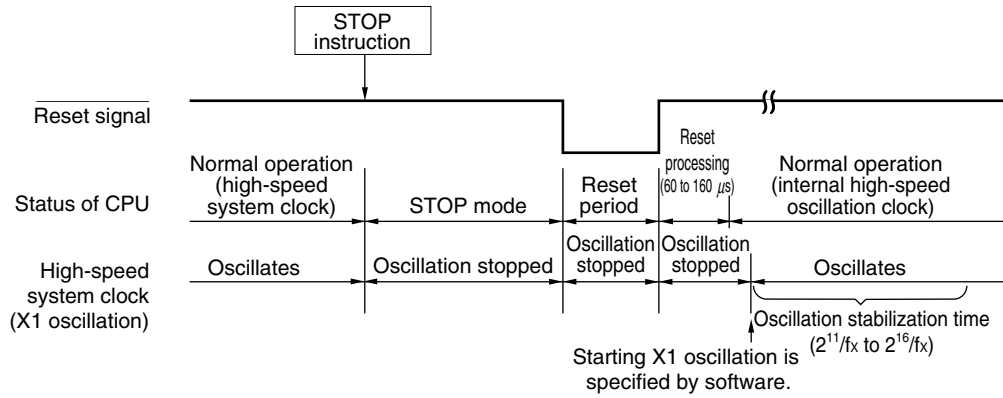 STOP
instruction
Reset signal
Reset
processing
(60 to 160 μs)
Status of CPU
Normal operation
(high-speed
system clock)
STOP mode
Reset
period
Normal operation
(internal high-speed
oscillation clock)
High-speed
system clock
(X1 oscillation)
Oscillates
Oscillation stopped
Oscillation
stopped
Oscillation
stopped
Oscillates
Oscillation stabilization time
(2¹¹/fX to 2¹⁶/fX)
Starting X1 oscillation is
specified by software.